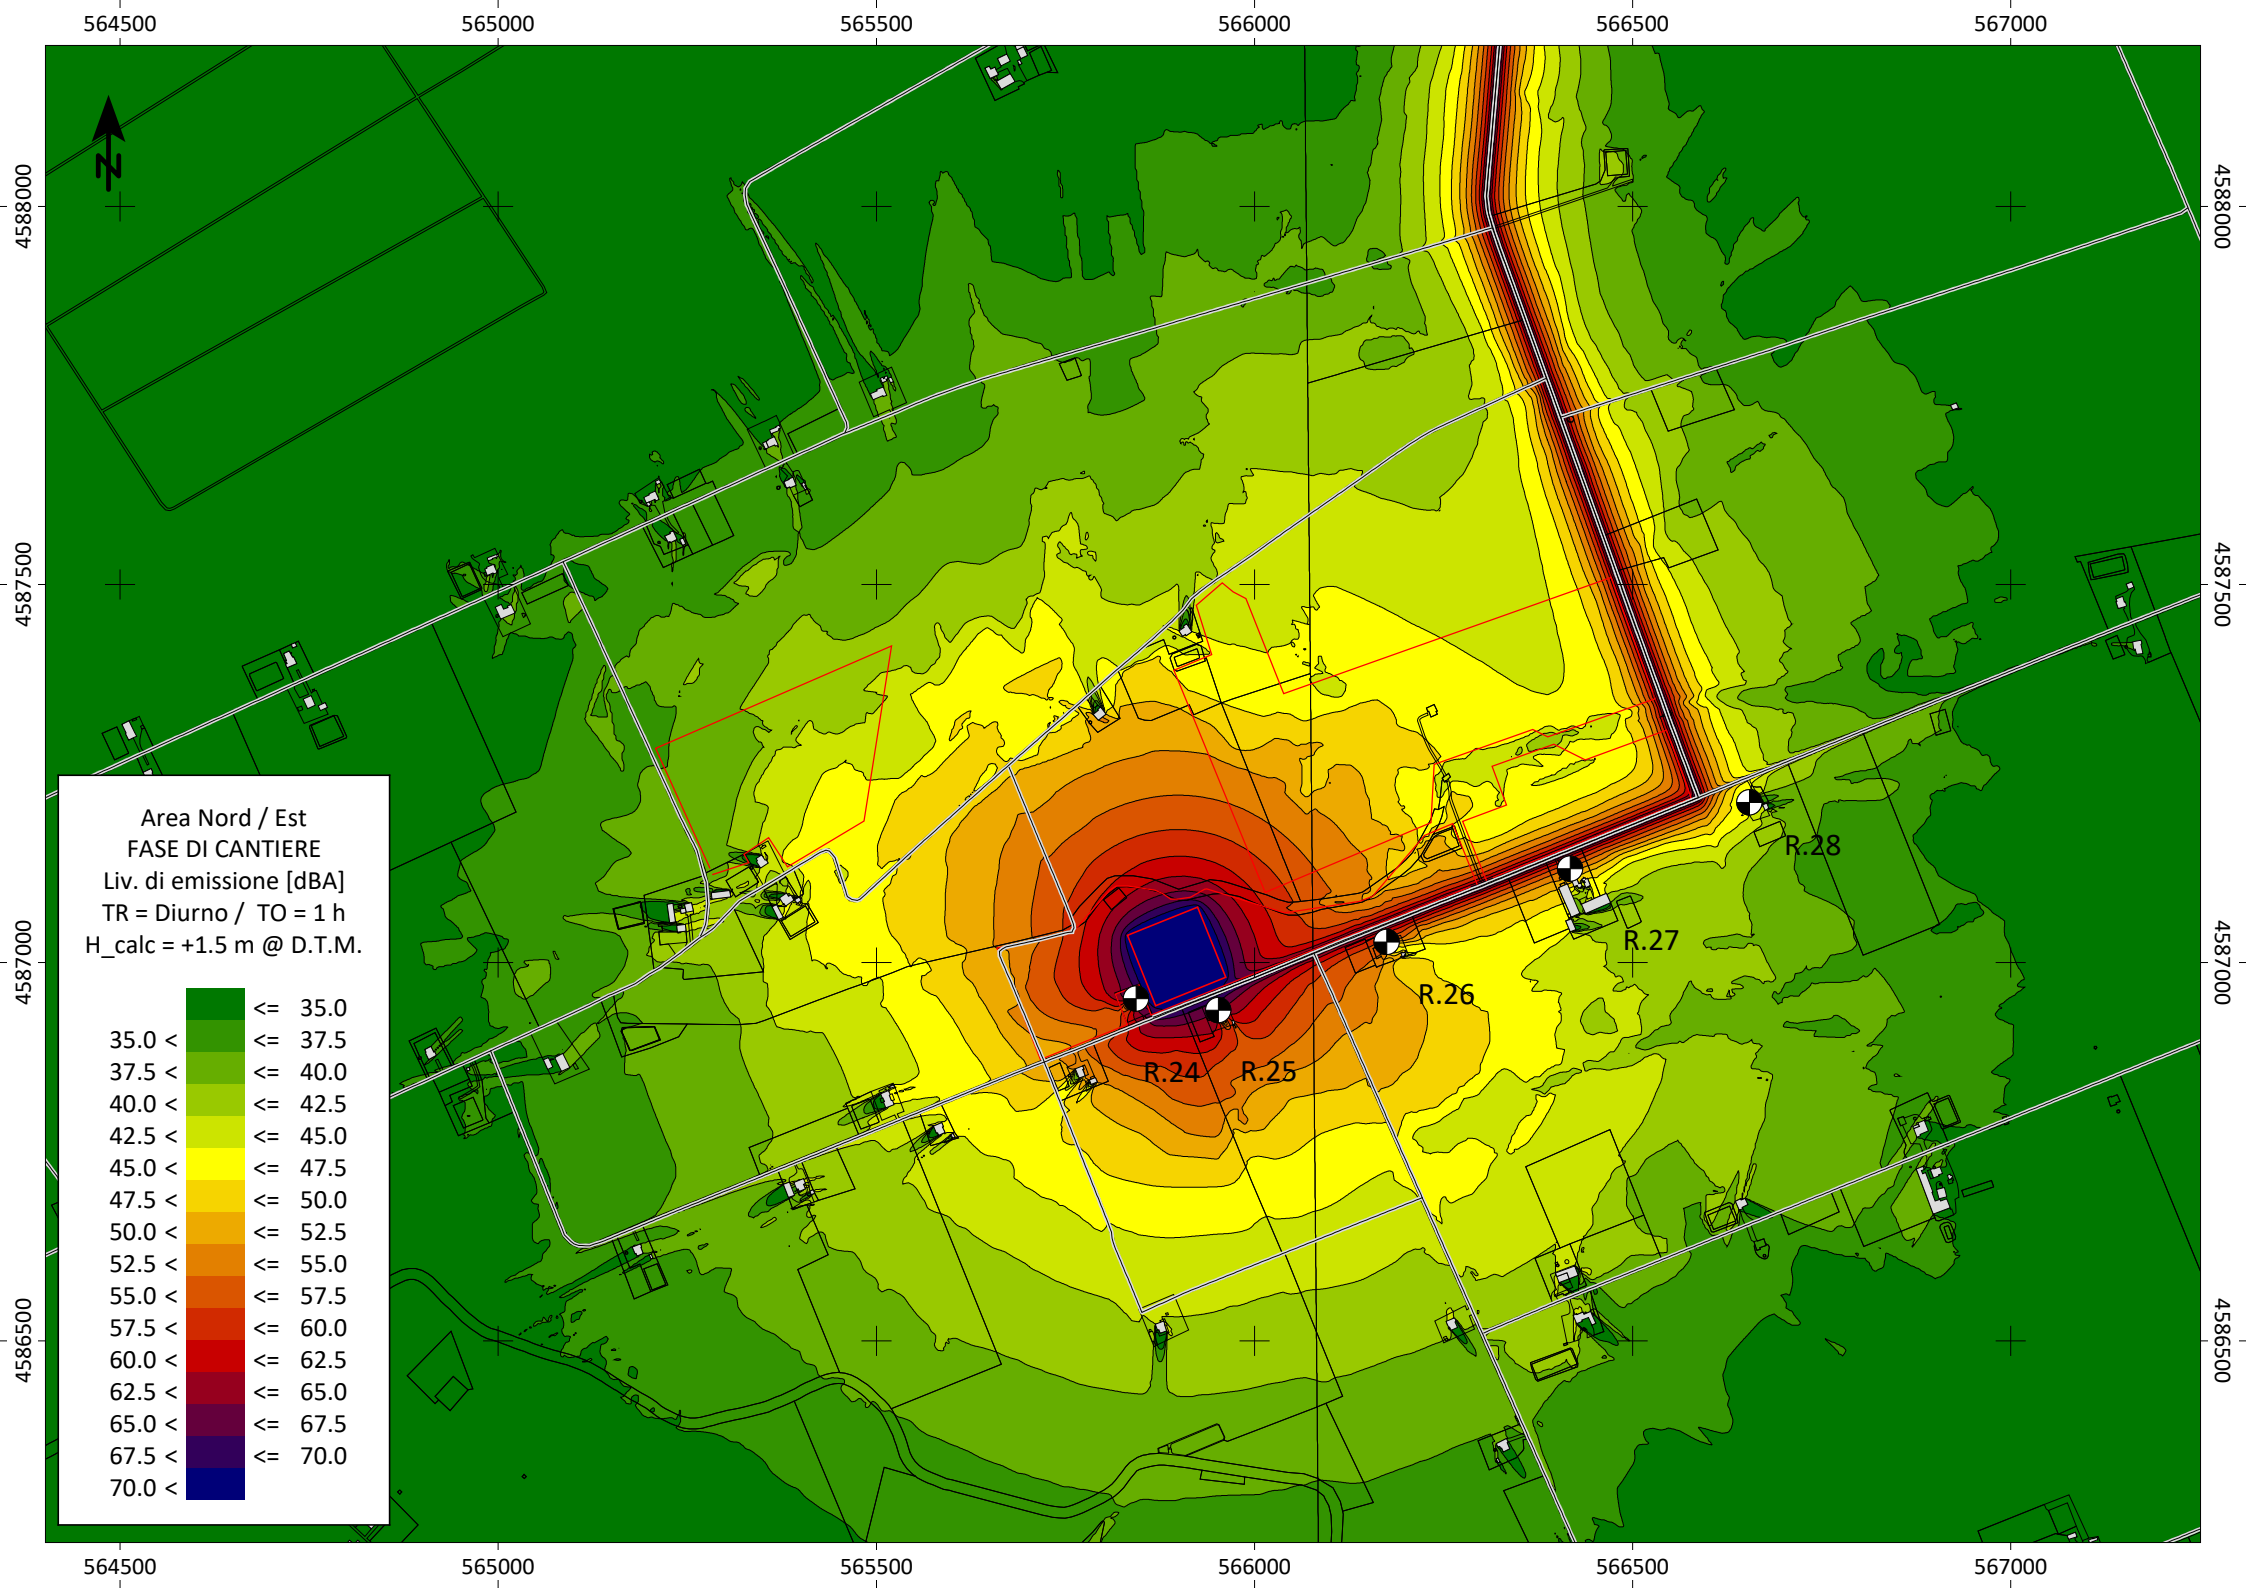 564500 565000 565500 566000 566500 567000
N
4588000 4588000
4587500 4587500
4587000 4587000
4586500 4586500
R.28
R.27
R.26
R.24 R.25
Area Nord / Est
FASE DI CANTIERE
Liv. di emissione [dBA]
TR = Diurno / TO = 1 h
H_calc = +1.5 m @ D.T.M.
<= 35.0
35.0 < <= 37.5
37.5 < <= 40.0
40.0 < <= 42.5
42.5 < <= 45.0
45.0 < <= 47.5
47.5 < <= 50.0
50.0 < <= 52.5
52.5 < <= 55.0
55.0 < <= 57.5
57.5 < <= 60.0
60.0 < <= 62.5
62.5 < <= 65.0
65.0 < <= 67.5
67.5 < <= 70.0
70.0 <
564500 565000 565500 566000 566500 567000